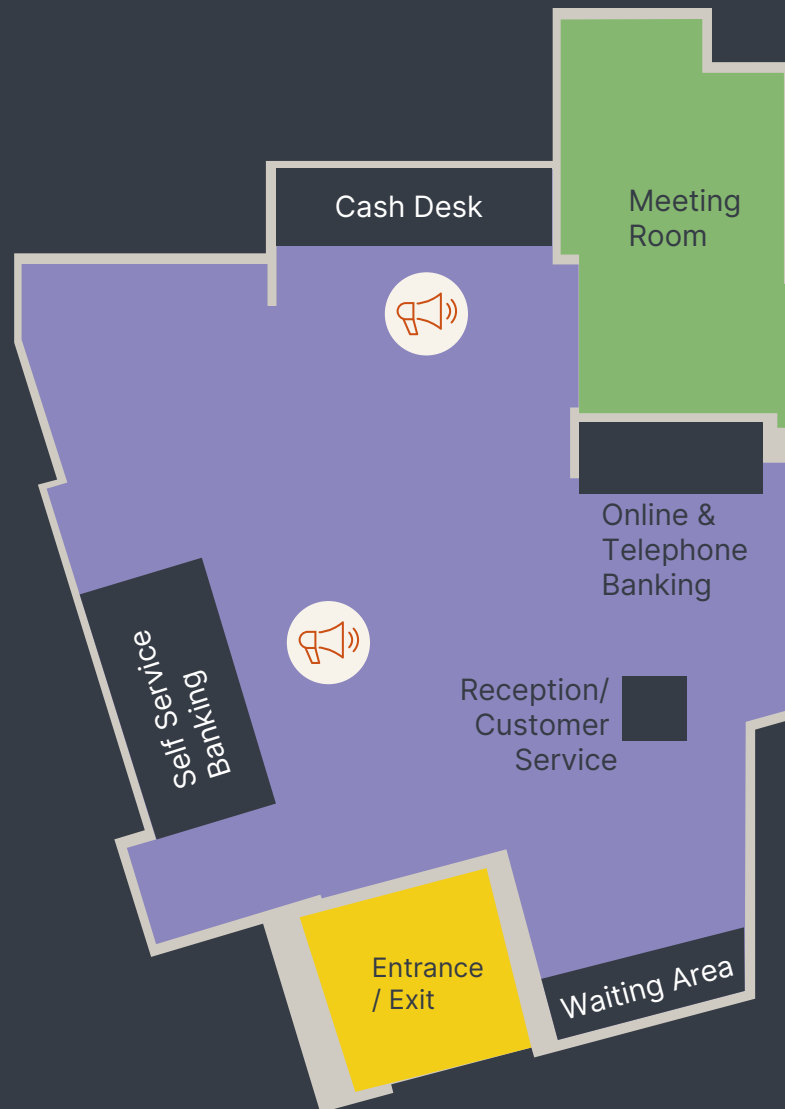 Meeting
Room
Cash Desk
Online &
Telephone
Banking
Self Service
Banking
Reception/
Customer
Service
Entrance
/ Exit
Waiting Area